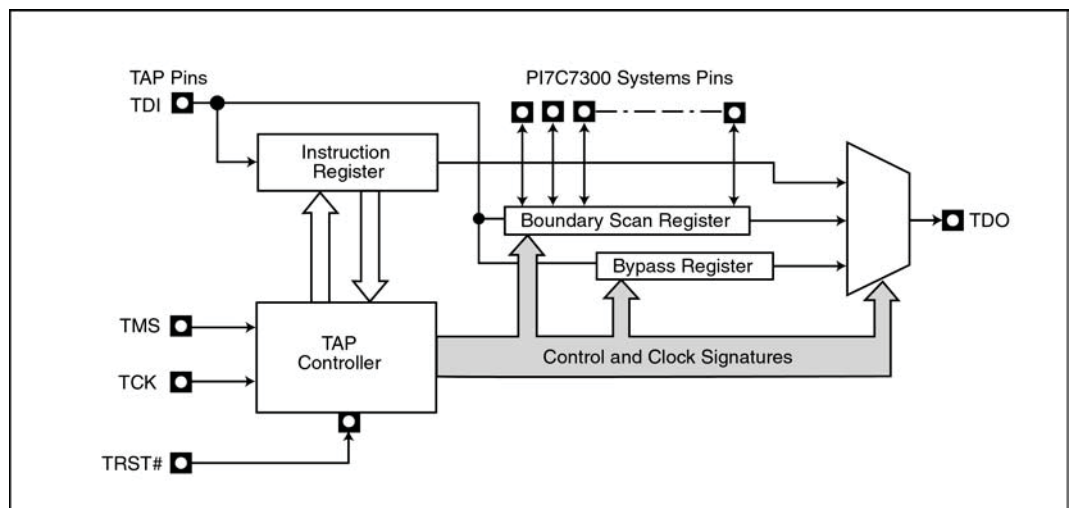 TAP Pins
TDI
PI7C7300 Systems Pins
Instruction
Register
Boundary Scan Register
TDO
Bypass Register
TMS
TAP
Controller
Control and Clock Signatures
TCK
TRST#